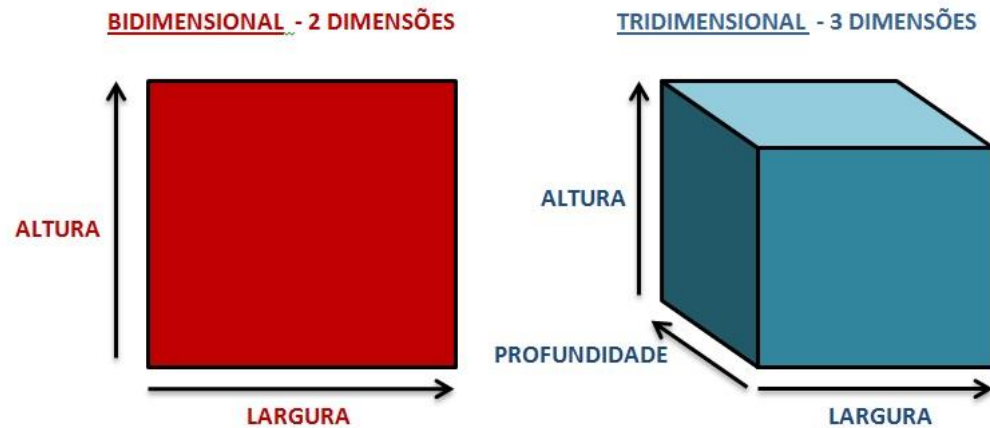 BIDIMENSIONAL - 2 DIMENSÕES
TRIDIMENSIONAL - 3 DIMENSÕES
ALTURA
LARGURA
ALTURA
PROFUNDIDADE
LARGURA